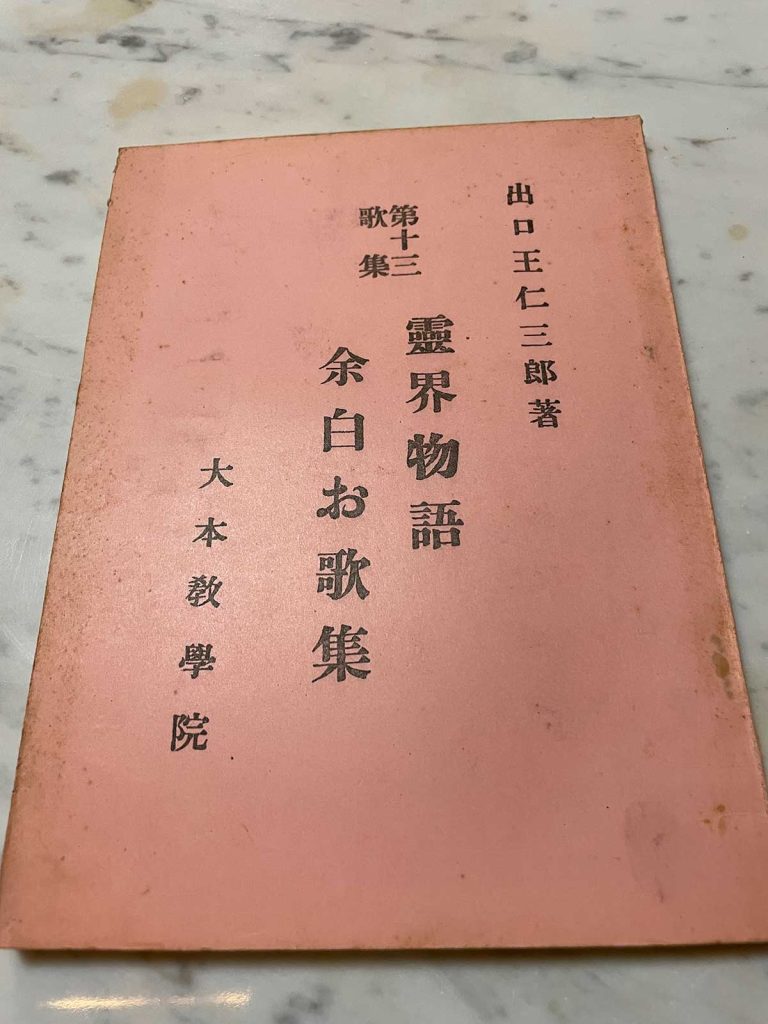 出口王仁三郎著
第十三
歌集
靈界物語
余白お歌集
大本教學院